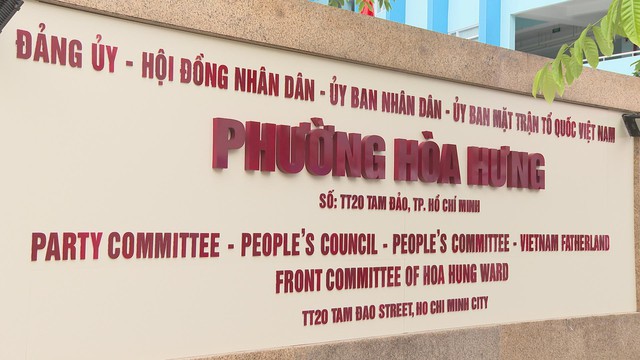 ĐẢNG ỦY - HỘI ĐỒNG NHÂN DÂN - ỦY BAN NHÂN DÂN - ỦY BAN MẶT TRẬN TỔ QUỐC VIỆT NAM
PHƯỜNG HÒA HƯNG
SỐ: TT20 TAM ĐẢO, TP. HỒ CHÍ MINH
PARTY COMMITTEE - PEOPLE'S COUNCIL - PEOPLE'S COMMITTEE - VIETNAM FATHERLAND
FRONT COMMITTEE OF HOA HUNG WARD
TT20 TAM ĐAO STREET, HO CHI MINH CITY